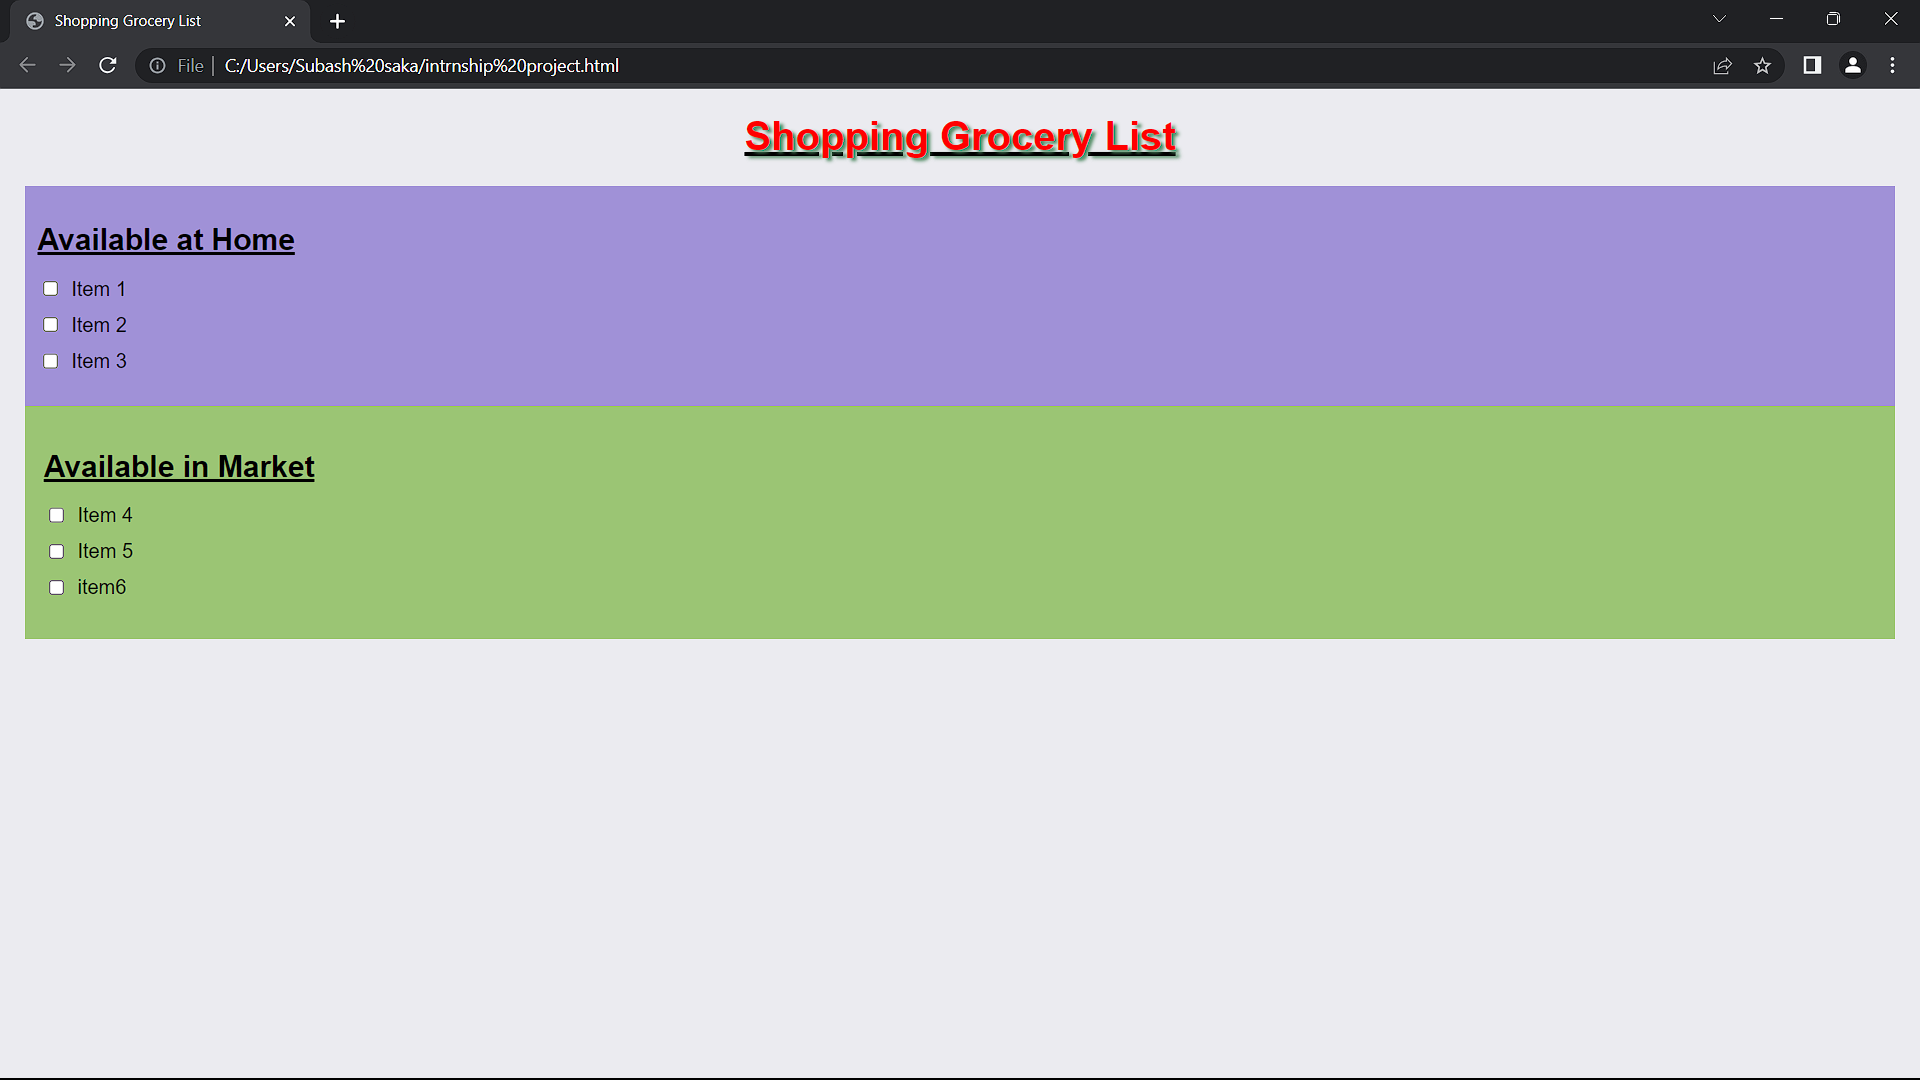 Shopping Grocery List
File | C:/Users/Subash%20saka/intrnship%20project.html
Shopping Grocery List
Available at Home
Item 1
Item 2
Item 3
Available in Market
Item 4
Item 5
item6